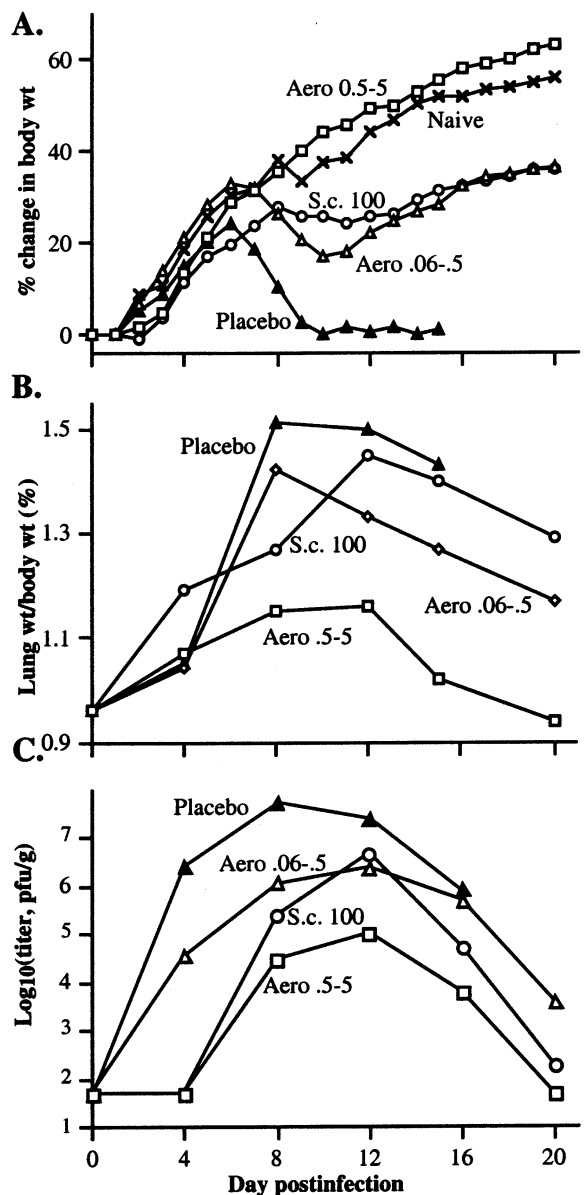 A.
60
40
20
0
% change in body wt
Aero 0.5-5
Naive
S.c. 100
Aero .06-.5
Placebo
B.
1.5
1.3
1.1
0.9
Lung wt/body wt (%)
Placebo
S.c. 100
Aero .06-.5
Aero .5-5
C.
7
6
5
4
3
2
1
Log10(titer, pfu/g)
Placebo
Aero .06-.5
S.c. 100
Aero .5-5
0 4 8 12 16 20
Day postinfection